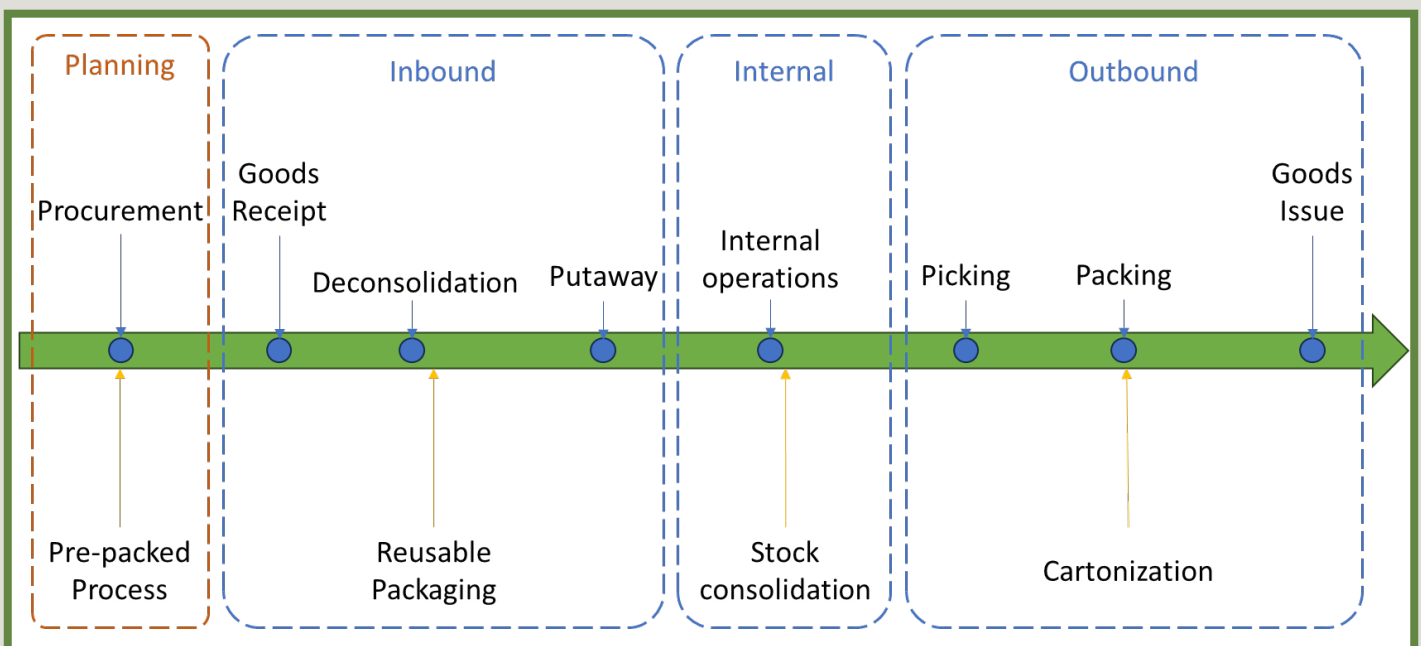 Planning
Inbound
Internal
Outbound
Procurement
Goods
Receipt
Deconsolidation
Putaway
Internal
operations
Picking
Packing
Goods
Issue
Pre-packed
Process
Reusable
Packaging
Stock
consolidation
Cartonization